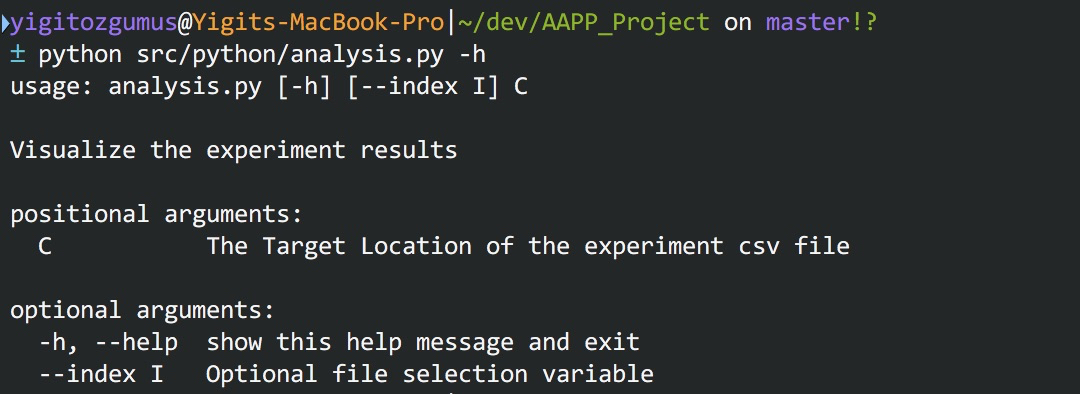 yigitozgumus@Yigits-MacBook-Pro|~/dev/AAPP_Project on master!?
± python src/python/analysis.py -h
usage: analysis.py [-h] [--index I] C
Visualize the experiment results
positional arguments:
  C           The Target Location of the experiment csv file
optional arguments:
  -h, --help  show this help message and exit
  --index I   Optional file selection variable